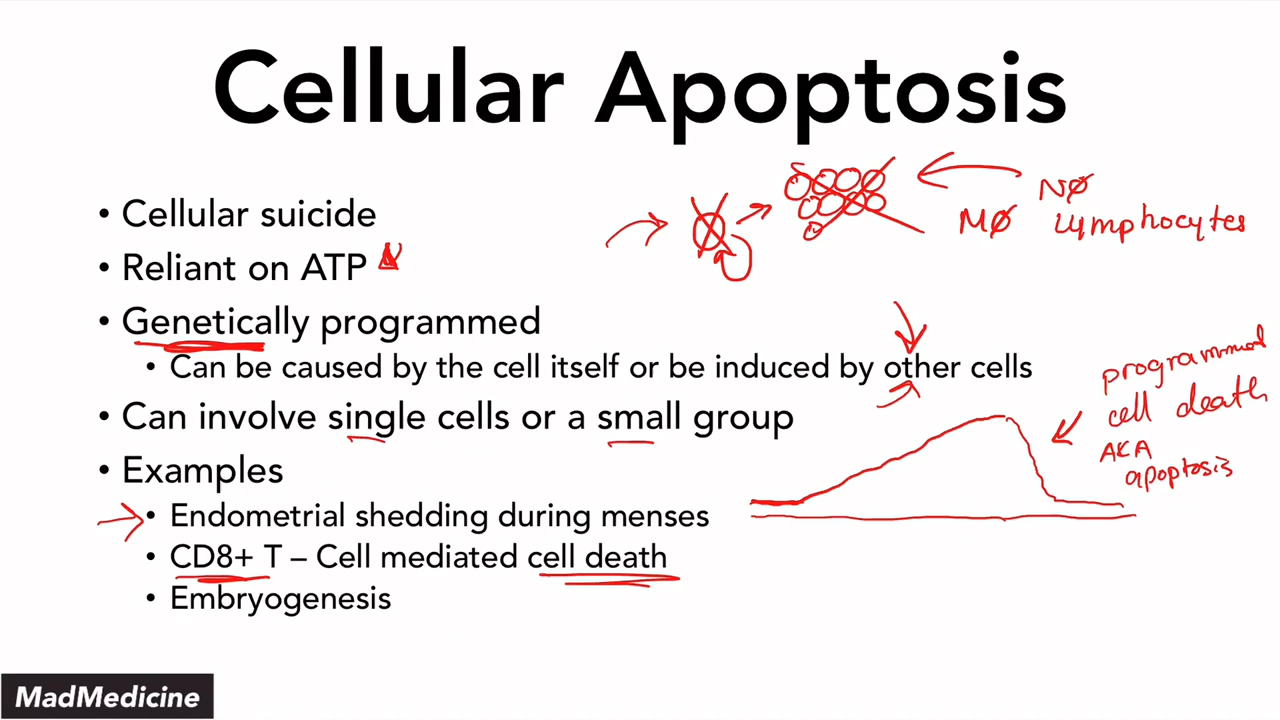 Cellular Apoptosis
• Cellular suicide
• Reliant on ATP
• Genetically programmed
• Can be caused by the cell itself or be induced by other cells
• Can involve single cells or a small group
• Examples
• Endometrial shedding during menses
• CD8+ T – Cell mediated cell death
• Embryogenesis
NØ
MØ Lymphocytes
programmed
cell death
AKA
apoptosis
MadMedicine